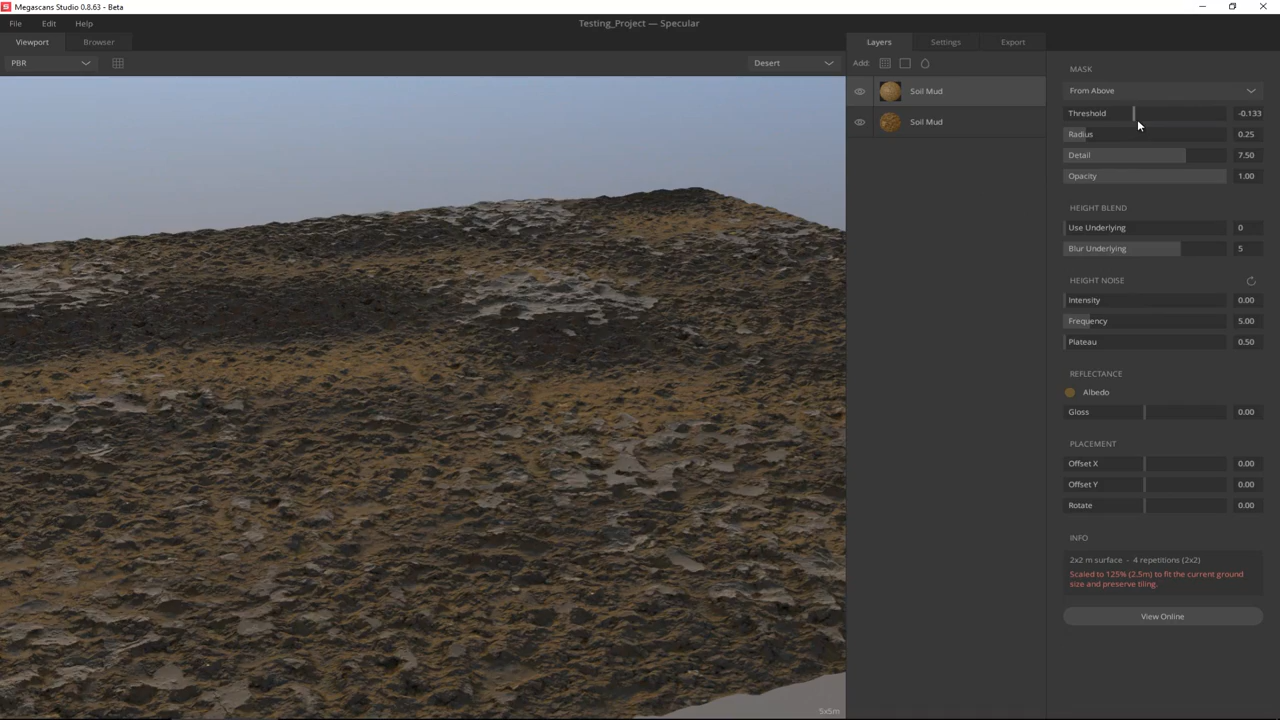 Megascans Studio 0.8.63 - Beta
File Edit Help
Testing_Project — Specular
Viewport Browser
Layers Settings Export
PBR
Desert
Add:
Soil Mud
Soil Mud
MASK
From Above
Threshold -0.133
Radius 0.25
Detail 7.50
Opacity 1.00
HEIGHT BLEND
Use Underlying 0
Blur Underlying 5
HEIGHT NOISE
Intensity 0.00
Frequency 5.00
Plateau 0.50
REFLECTANCE
Albedo
Gloss 0.00
PLACEMENT
Offset X 0.00
Offset Y 0.00
Rotate 0.00
INFO
2x2 m surface - 4 repetitions (2x2)
Scaled to 125% (2.5m) to fit the current ground
size and preserve tiling.
View Online
5x5m